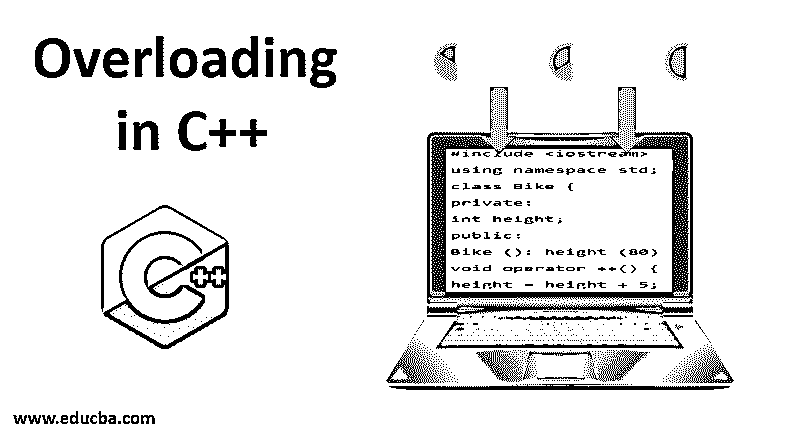 Overloading
in C++
C++
#include <iostream>
using namespace std;
class Bike {
private:
int height;
public:
Bike (): height (80)
void operator ++() {
height = height + 5;
www.educba.com